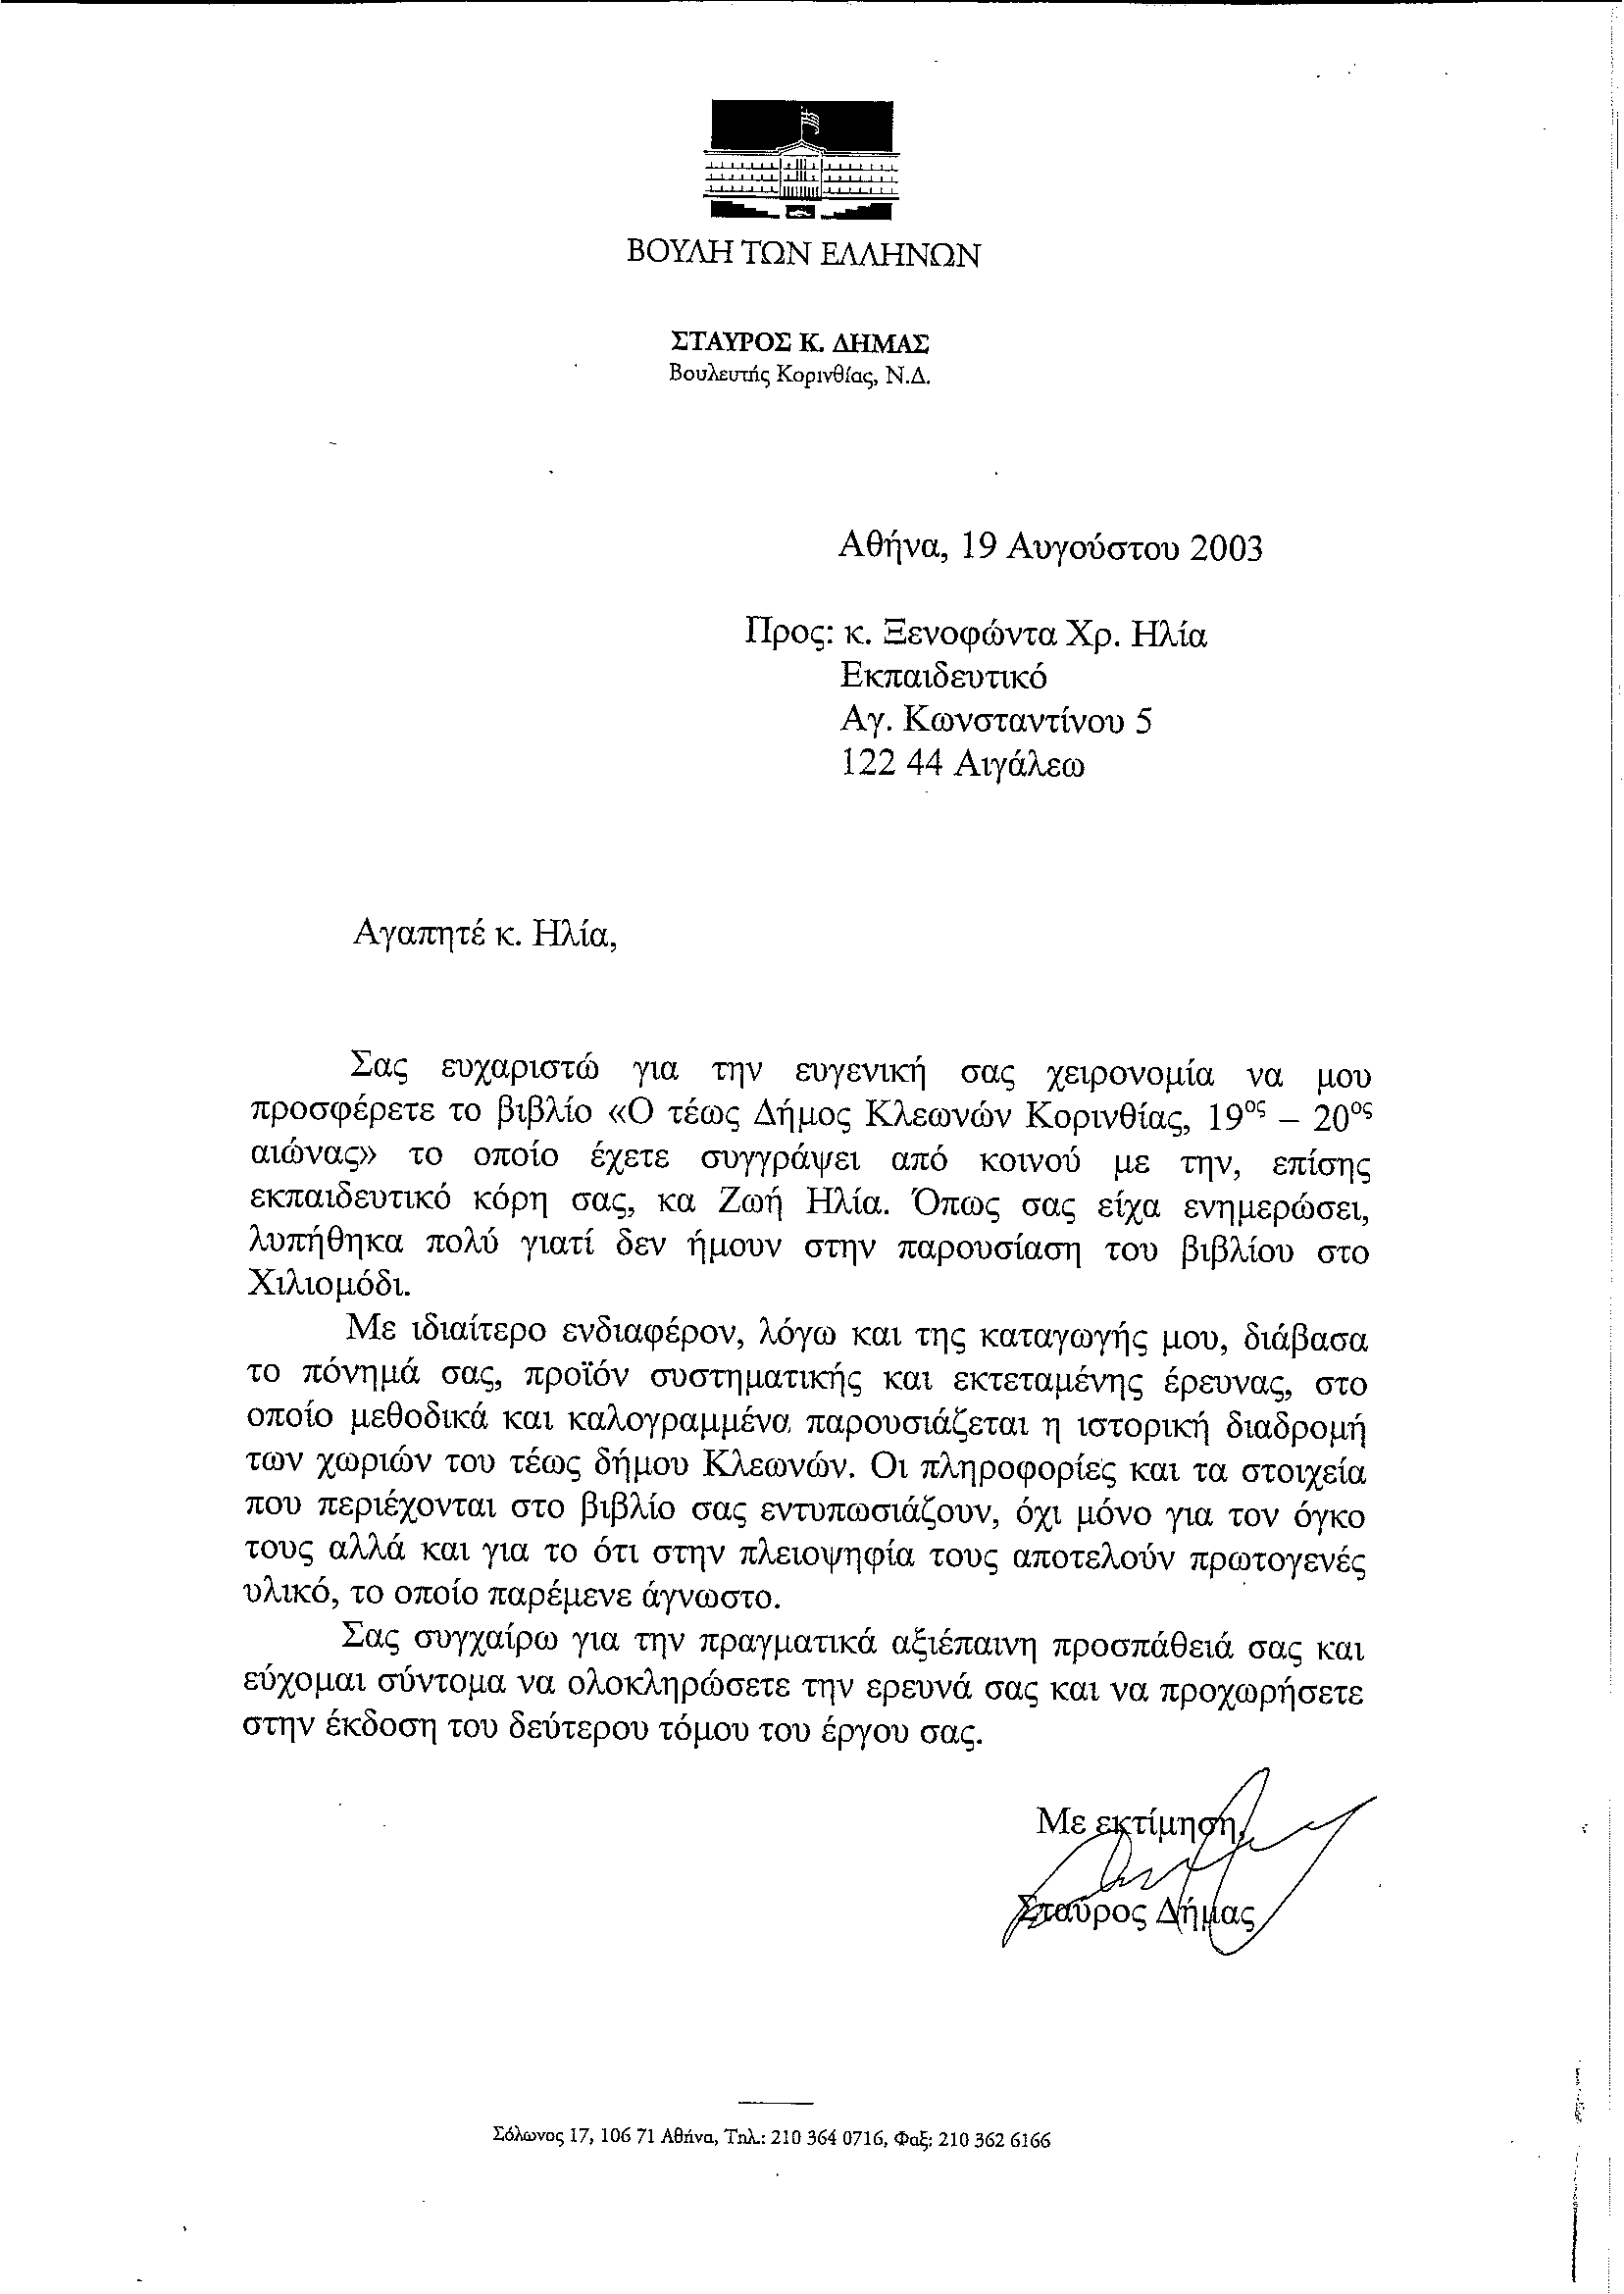 ΒΟΥΛΗ ΤΩΝ ΕΛΛΗΝΩΝ
ΣΤΑΥΡΟΣ Κ. ΔΗΜΑΣ
Βουλευτής Κορινθίας, Ν.Δ.
Αθήνα, 19 Αυγούστου 2003
Προς: κ. Ξενοφώντα Χρ. Ηλία
Εκπαιδευτικό
Αγ. Κωνσταντίνου 5
122 44 Αιγάλεω
Αγαπητέ κ. Ηλία,
Σας ευχαριστώ για την ευγενική σας χειρονομία να μου
προσφέρετε το βιβλίο «Ο τέως Δήμος Κλεωνών Κορινθίας, 19ος – 20ος
αιώνας» το οποίο έχετε συγγράψει από κοινού με την, επίσης
εκπαιδευτικό κόρη σας, κα Ζωή Ηλία. Όπως σας είχα ενημερώσει,
λυπήθηκα πολύ γιατί δεν ήμουν στην παρουσίαση του βιβλίου στο
Χιλιομόδι.
Με ιδιαίτερο ενδιαφέρον, λόγω και της καταγωγής μου, διάβασα
το πόνημά σας, προϊόν συστηματικής και εκτεταμένης έρευνας, στο
οποίο μεθοδικά και καλογραμμένα παρουσιάζεται η ιστορική διαδρομή
των χωριών του τέως δήμου Κλεωνών. Οι πληροφορίες και τα στοιχεία
που περιέχονται στο βιβλίο σας εντυπωσιάζουν, όχι μόνο για τον όγκο
τους αλλά και για το ότι στην πλειοψηφία τους αποτελούν πρωτογενές
υλικό, το οποίο παρέμενε άγνωστο.
Σας συγχαίρω για την πραγματικά αξιέπαινη προσπάθειά σας και
εύχομαι σύντομα να ολοκληρώσετε την ερευνά σας και να προχωρήσετε
στην έκδοση του δεύτερου τόμου του έργου σας.
Με εκτίμηση,
Σταύρος Δήμας
Σόλωνος 17, 106 71 Αθήνα, Τηλ.: 210 364 0716, Φαξ: 210 362 6166